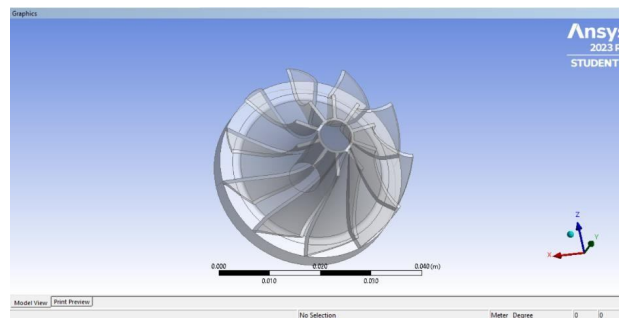 Graphics
Ansys
2023 R
STUDENT
Z
Y
X
0.000
0.020
0.040 (m)
0.010
0.030
Model View
Print Preview
No Selection
Meter Degree
0
0